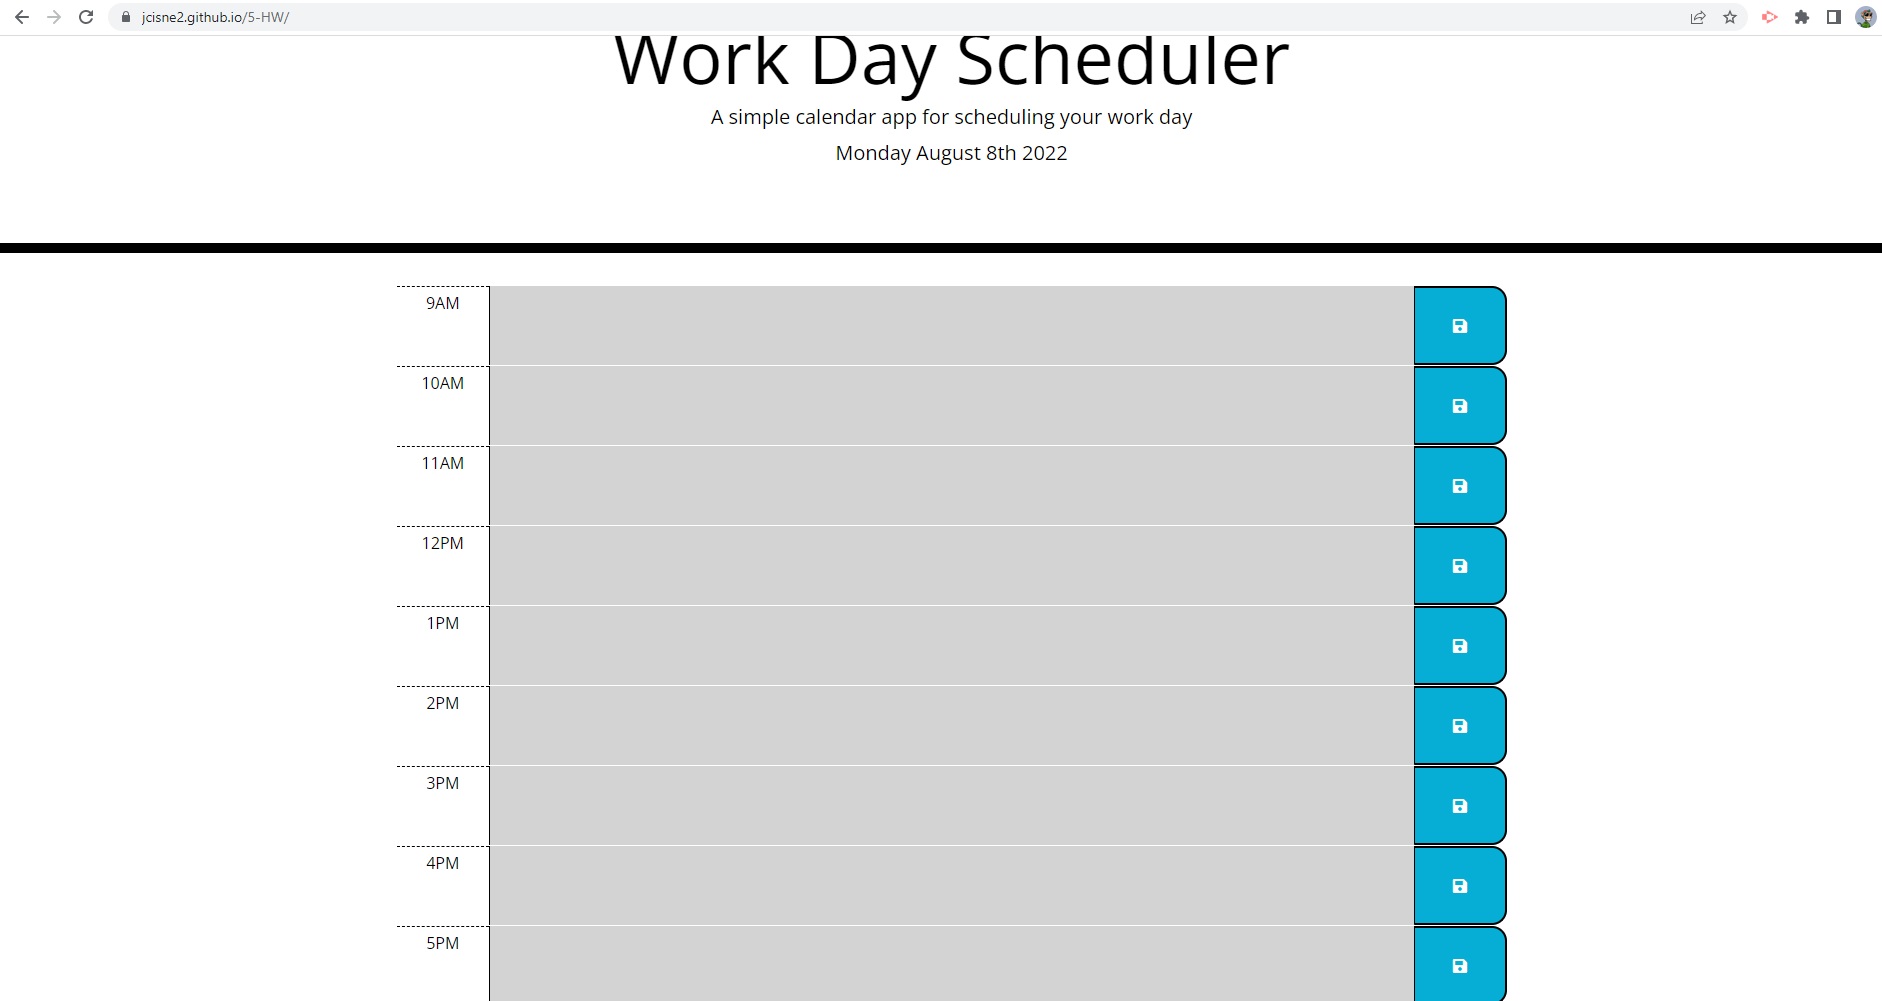 jcisne2.github.io/5-HW/
Work Day Scheduler
A simple calendar app for scheduling your work day
Monday August 8th 2022
9AM
10AM
11AM
12PM
1PM
2PM
3PM
4PM
5PM